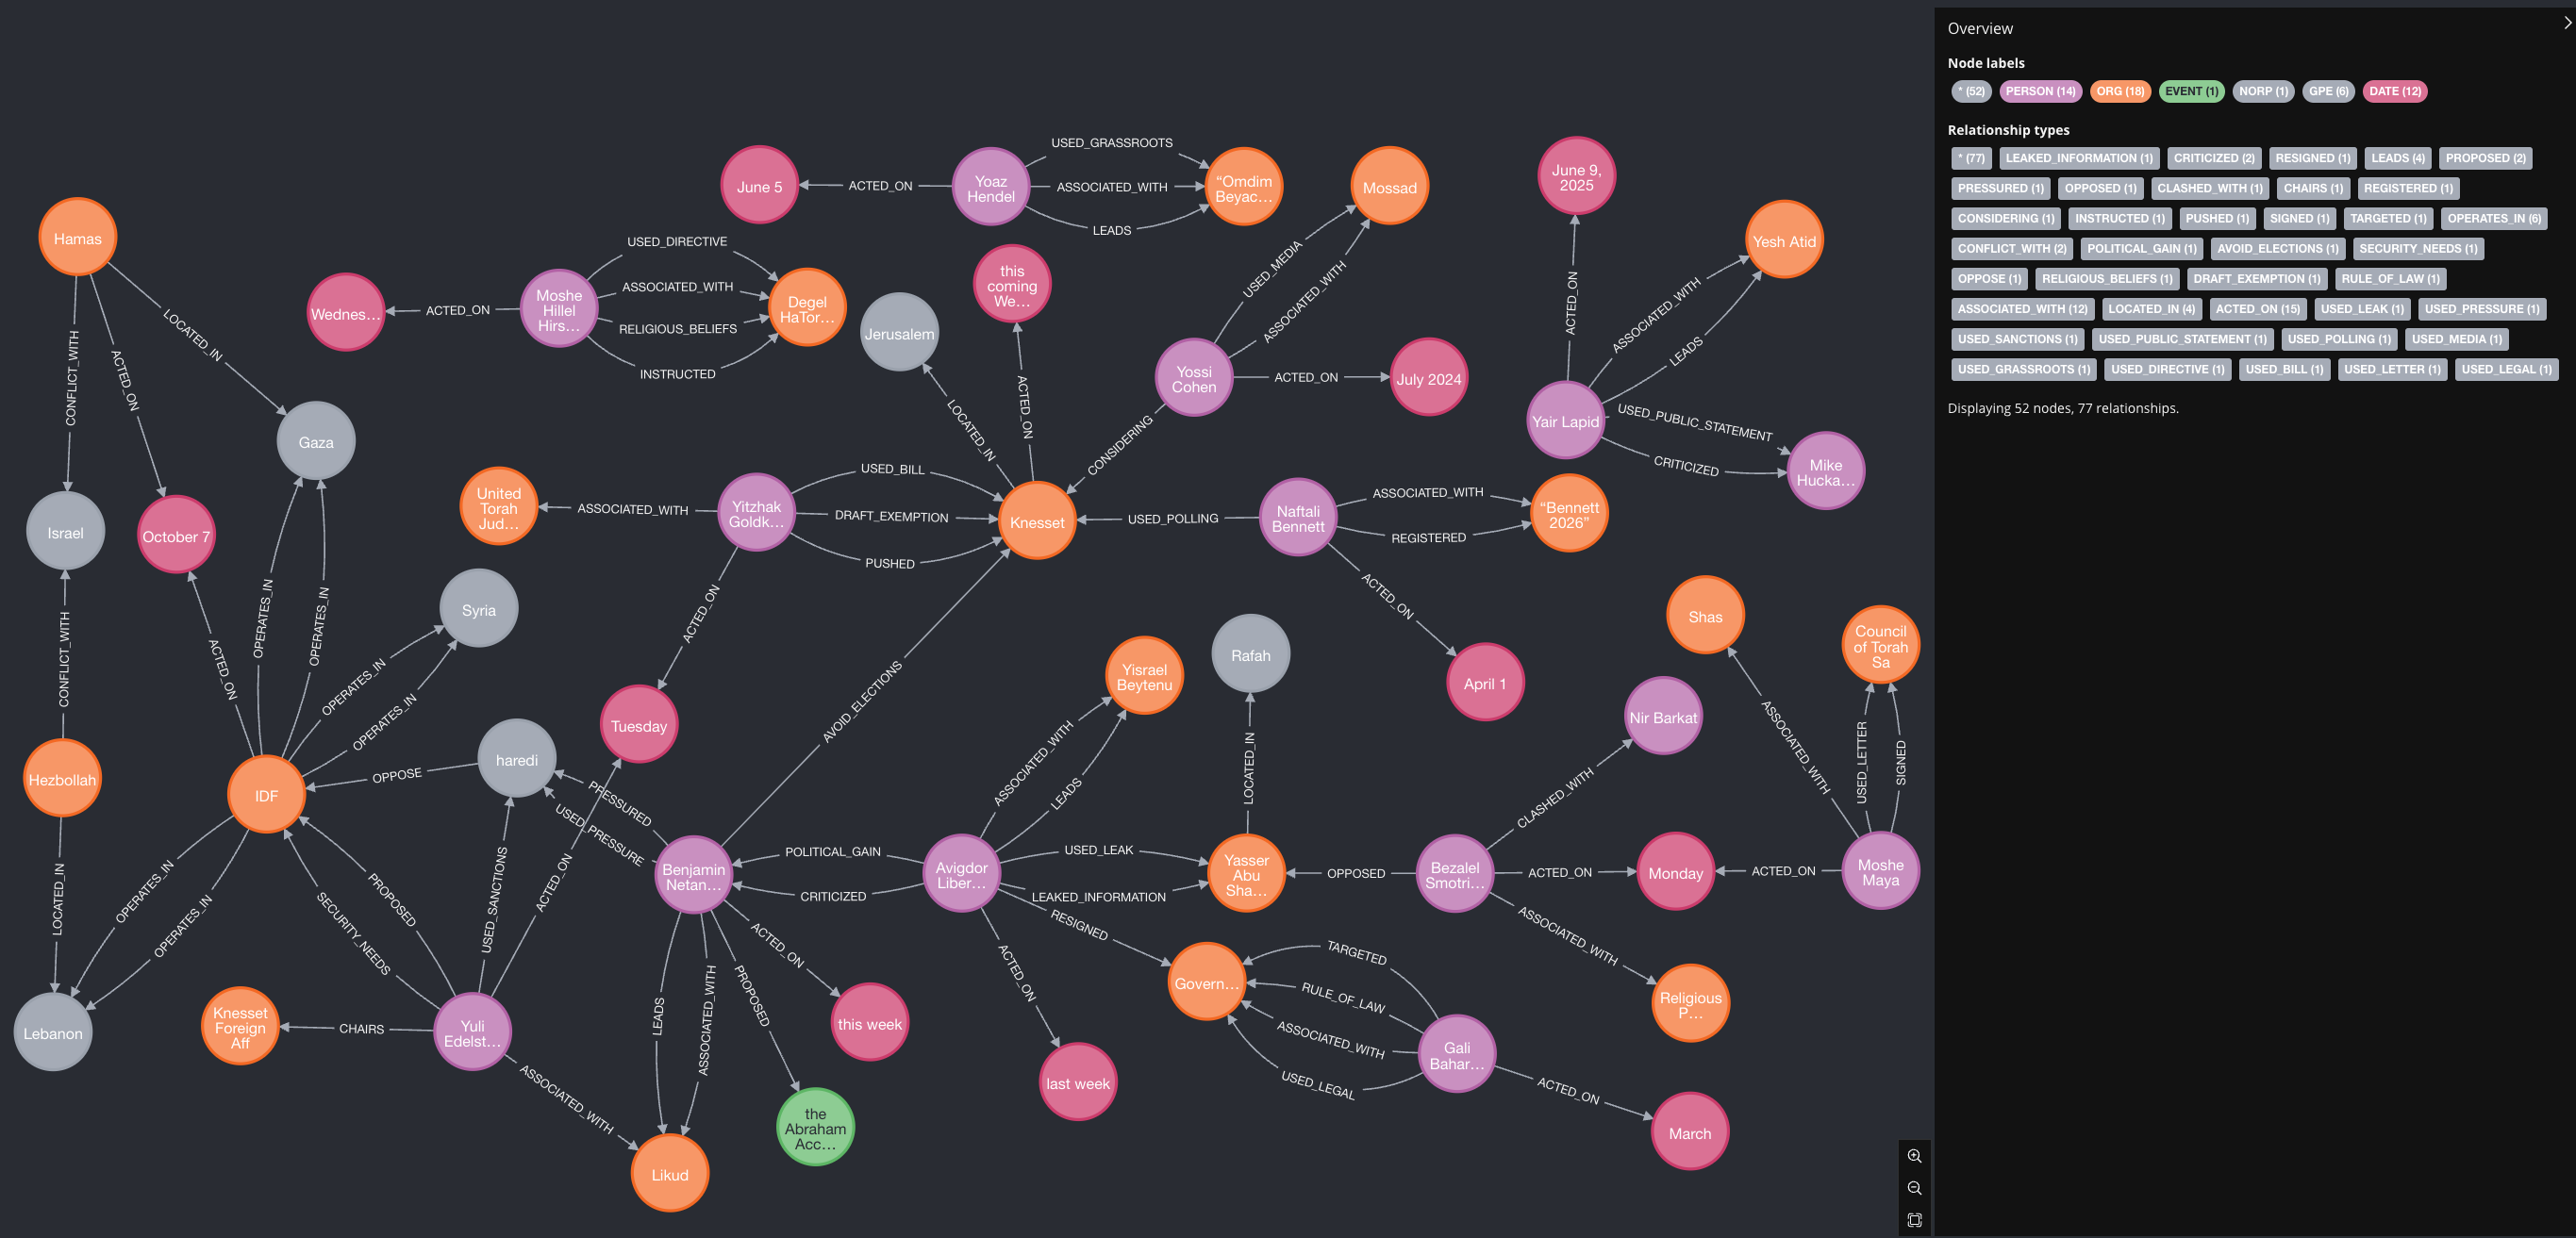 Overview
Node labels
* (52) PERSON (14) ORG (18) EVENT (1) NORP (1) GPE (6) DATE (12)
Relationship types
* (77) LEAKED_INFORMATION (1) CRITICIZED (2) RESIGNED (1) LEADS (4) PROPOSED (2)
PRESSURED (1) OPPOSED (1) CLASHED_WITH (1) CHAIRS (1) REGISTERED (1)
CONSIDERING (1) INSTRUCTED (1) PUSHED (1) SIGNED (1) TARGETED (1) OPERATES_IN (6)
CONFLICT_WITH (2) POLITICAL_GAIN (1) AVOID_ELECTIONS (1) SECURITY_NEEDS (1)
OPPOSE (1) RELIGIOUS_BELIEFS (1) DRAFT_EXEMPTION (1) RULE_OF_LAW (1)
ASSOCIATED_WITH (12) LOCATED_IN (4) ACTED_ON (15) USED_LEAK (1) USED_PRESSURE (1)
USED_SANCTIONS (1) USED_PUBLIC_STATEMENT (1) USED_POLLING (1) USED_MEDIA (1)
USED_GRASSROOTS (1) USED_DIRECTIVE (1) USED_BILL (1) USED_LETTER (1) USED_LEGAL (1)
Displaying 52 nodes, 77 relationships.
June 5
ACTED_ON
Yoaz
Hendel
USED_GRASSROOTS
ASSOCIATED_WITH
LEADS
“Omdim
Beyac…
Mossad
USED_MEDIA
ASSOCIATED_WITH
Yossi
Cohen
ACTED_ON
July 2024
CONSIDERING
June 9,
2025
ACTED_ON
Yesh Atid
ASSOCIATED_WITH
LEADS
Yair Lapid
USED_PUBLIC_STATEMENT
CRITICIZED
Mike
Hucka…
Hamas
LOCATED_IN
CONFLICT_WITH
ACTED_ON
Gaza
Israel
October 7
Wednes…
ACTED_ON
Moshe
Hillel
Hirs…
USED_DIRECTIVE
ASSOCIATED_WITH
RELIGIOUS_BELIEFS
INSTRUCTED
Degel
HaTor…
Jerusalem
LOCATED_IN
this
coming
We…
ACTED_ON
United
Torah
Jud…
ASSOCIATED_WITH
Yitzhak
Goldk…
USED_BILL
DRAFT_EXEMPTION
PUSHED
Knesset
USED_POLLING
Naftali
Bennett
ASSOCIATED_WITH
REGISTERED
“Bennett
2026”
ACTED_ON
April 1
ACTED_ON
Tuesday
CONFLICT_WITH
Hezbollah
LOCATED_IN
Lebanon
ACTED_ON
OPERATES_IN
OPERATES_IN
Syria
OPERATES_IN
OPERATES_IN
IDF
OPPOSE
haredi
OPERATES_IN
OPERATES_IN
PROPOSED
SECURITY_NEEDS
USED_SANCTIONS
ACTED_ON
Knesset
Foreign
Aff
CHAIRS
Yuli
Edelst…
ASSOCIATED_WITH
Likud
PRESSURED
USED_PRESSURE
AVOID_ELECTIONS
Benjamin
Netan…
LEADS
ASSOCIATED_WITH
PROPOSED
ACTED_ON
this week
the
Abraham
Acc…
POLITICAL_GAIN
CRITICIZED
Avigdor
Liber…
ASSOCIATED_WITH
LEADS
Yisrael
Beytenu
USED_LEAK
LEAKED_INFORMATION
RESIGNED
ACTED_ON
last week
Rafah
LOCATED_IN
Yasser
Abu
Sha…
OPPOSED
Bezalel
Smotri…
CLASHED_WITH
Nir Barkat
ACTED_ON
Monday
ASSOCIATED_WITH
Religious
P…
Shas
ASSOCIATED_WITH
Council
of Torah
Sa
USED_LETTER
SIGNED
ACTED_ON
Moshe
Maya
Govern…
TARGETED
RULE_OF_LAW
ASSOCIATED_WITH
USED_LEGAL
Gali
Bahar…
ACTED_ON
March